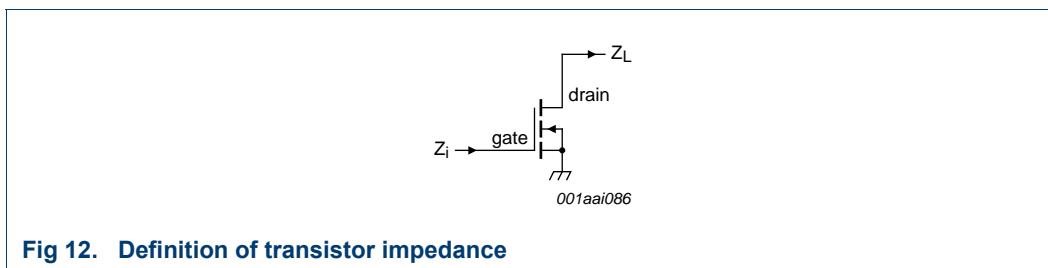 Z_L
drain
gate
Z_i
001aai086
Fig 12. Definition of transistor impedance